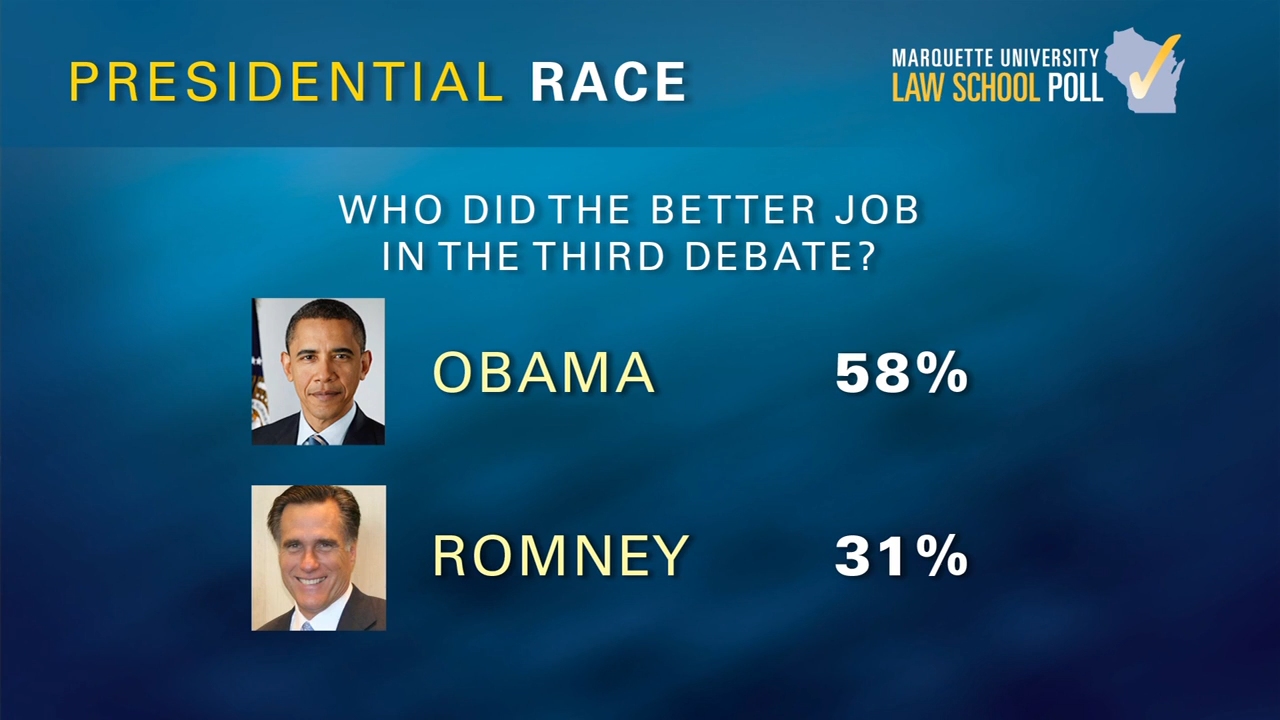 PRESIDENTIAL RACE
MARQUETTE UNIVERSITY
LAW SCHOOL POLL
WHO DID THE BETTER JOB
IN THE THIRD DEBATE?
OBAMA 58%
ROMNEY 31%